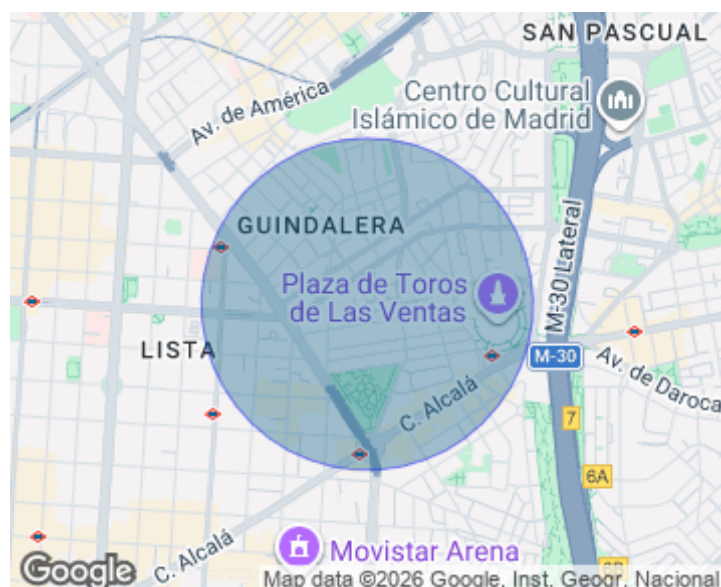 SAN PASCUAL
Centro Cultural
Islámico de Madrid
Av. de América
GUINDALERA
Plaza de Toros
de Las Ventas
M-30 Lateral
LISTA
M-30
Av. de Daroca
C. Alcalá
7
6A
C. Alcalá
Movistar Arena
Google
Map data ©2026 Google, Inst. Geogr. Nacional